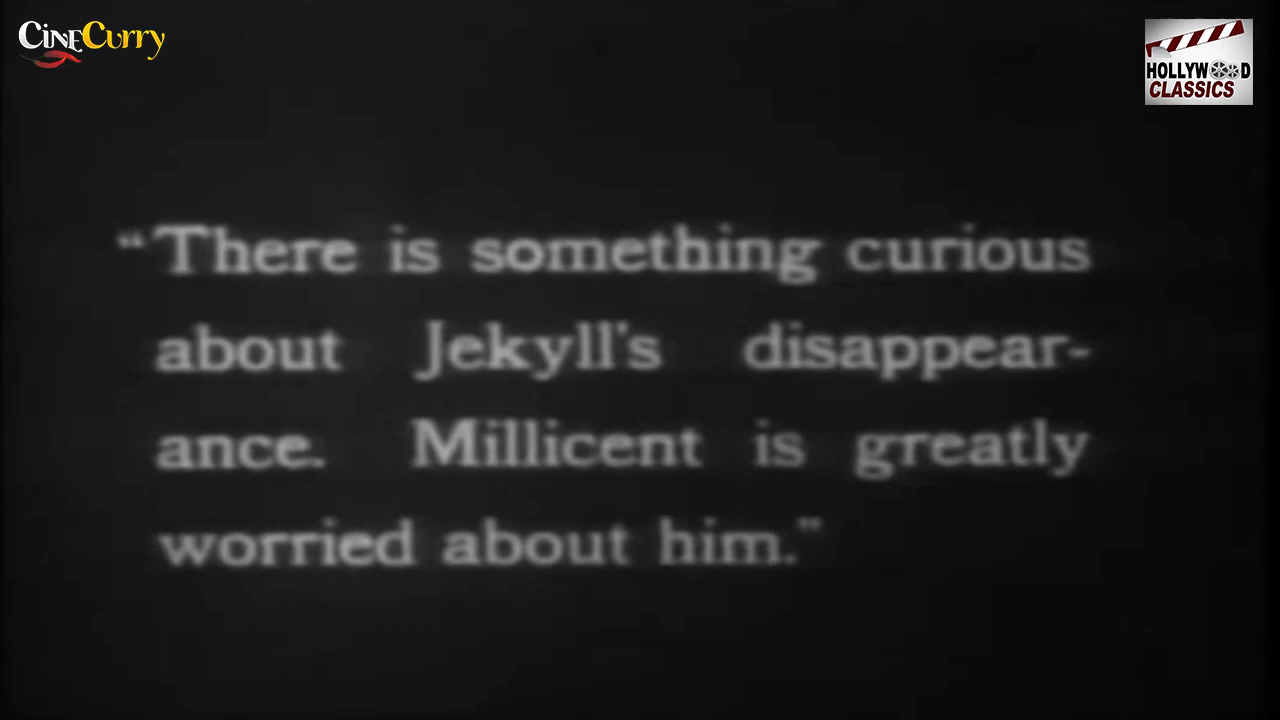 CineCurry
HOLLYWOOD
CLASSICS
“There is something curious
about Jekyll's disappear-
ance. Millicent is greatly
worried about him.”